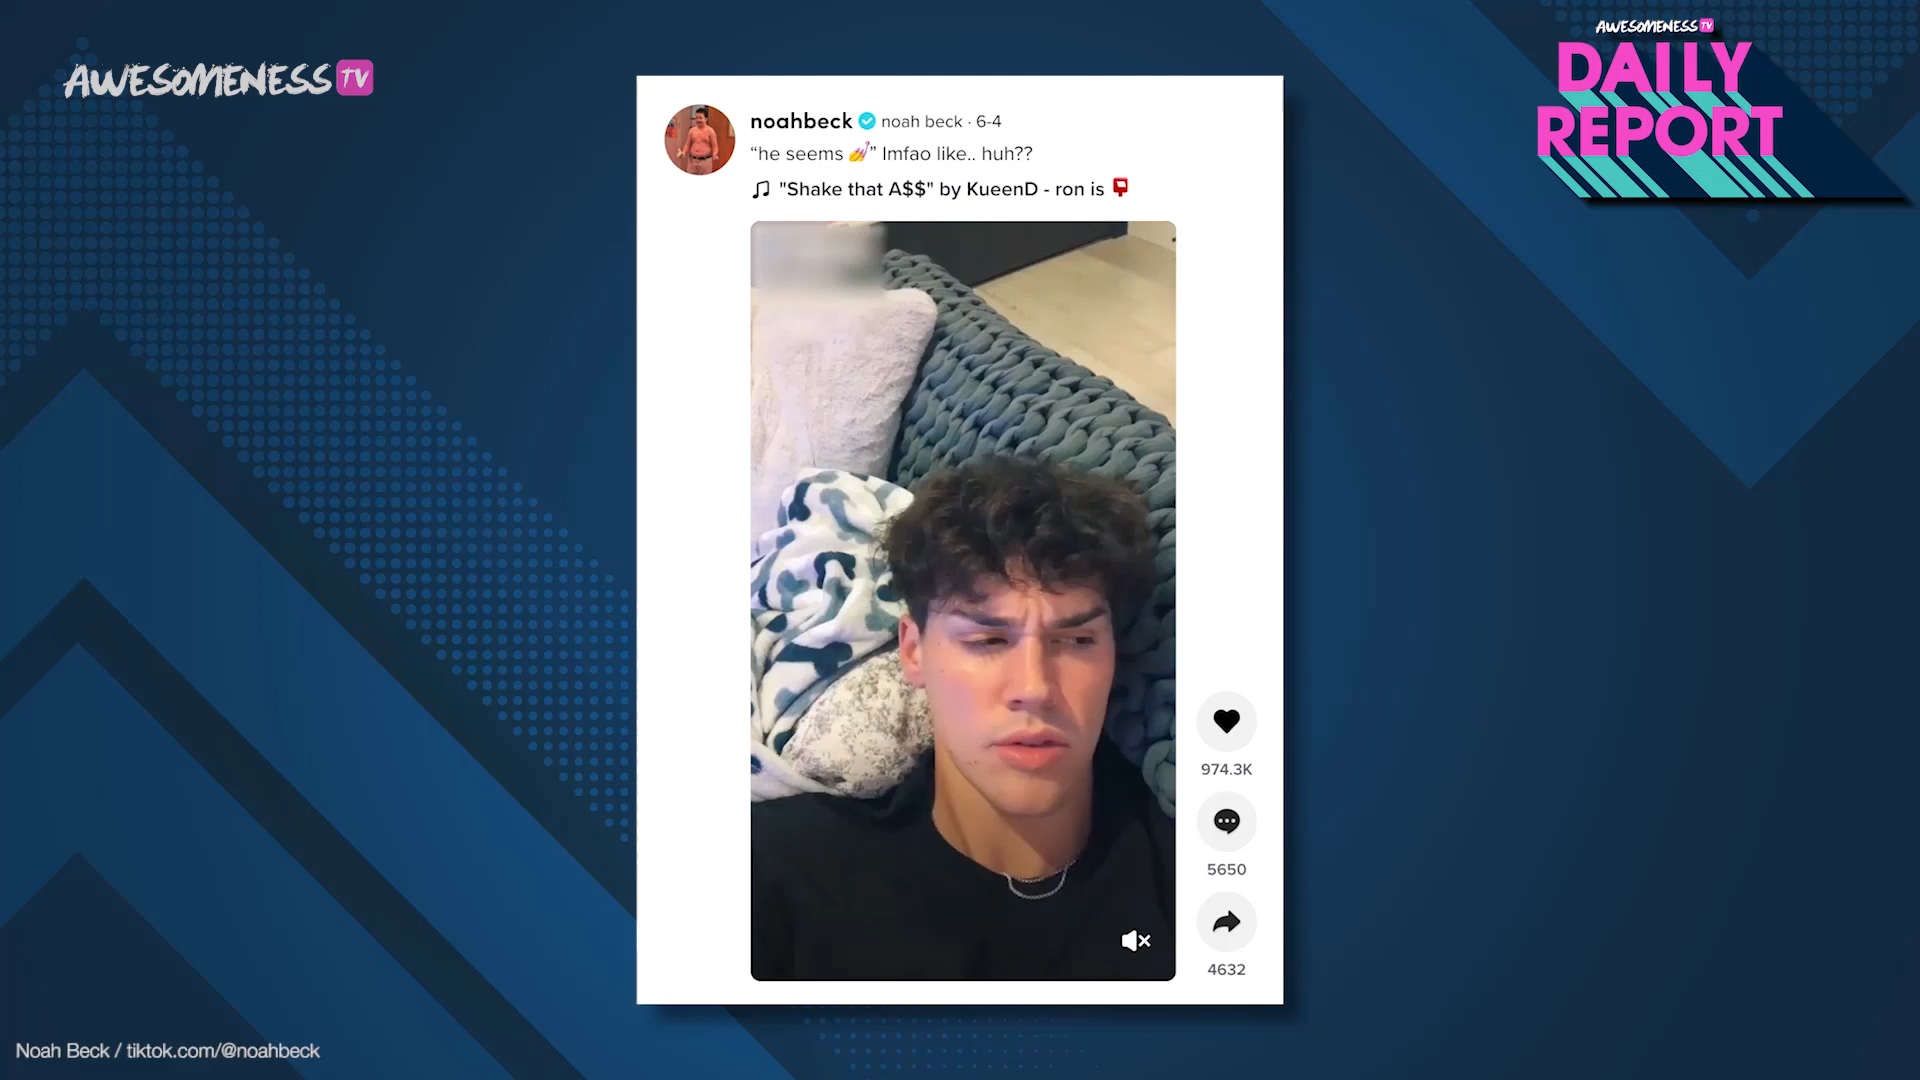 AWESOMENESS TV
AWESOMENESS TV
DAILY
REPORT
noahbeck noah beck · 6-4
“he seems 💅” lmfao like.. huh??
"Shake that A$$" by KueenD - ron is 📮
974.3K
5650
4632
Noah Beck / tiktok.com/@noahbeck